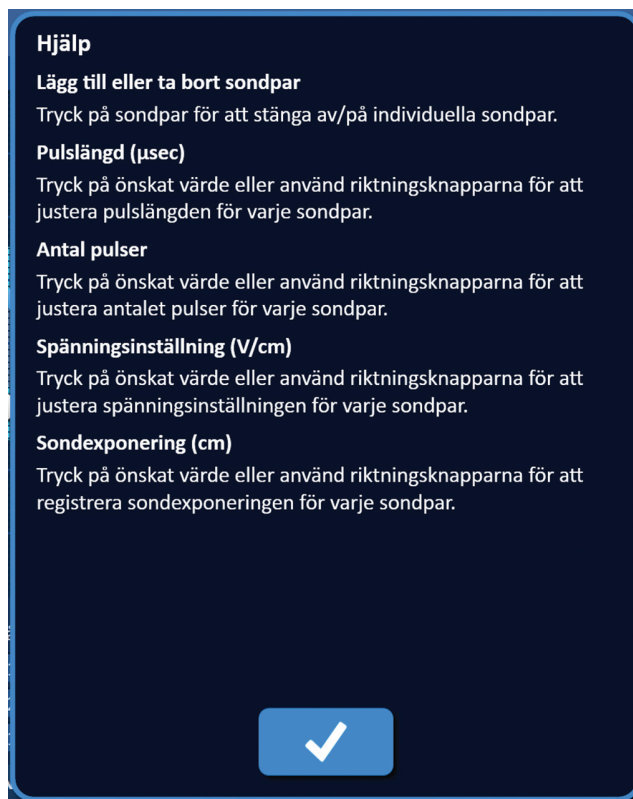 Hjälp
Lägg till eller ta bort sondpar
Tryck på sondpar för att stänga av/på individuella sondpar.
Pulslängd (µsec)
Tryck på önskat värde eller använd riktningsknapparna för att
justera pulslängden för varje sondpar.
Antal pulser
Tryck på önskat värde eller använd riktningsknapparna för att
justera antalet pulser för varje sondpar.
Spänningsinställning (V/cm)
Tryck på önskat värde eller använd riktningsknapparna för att
justera spänningsinställningen för varje sondpar.
Sondexponering (cm)
Tryck på önskat värde eller använd riktningsknapparna för att
registrera sondexponeringen för varje sondpar.